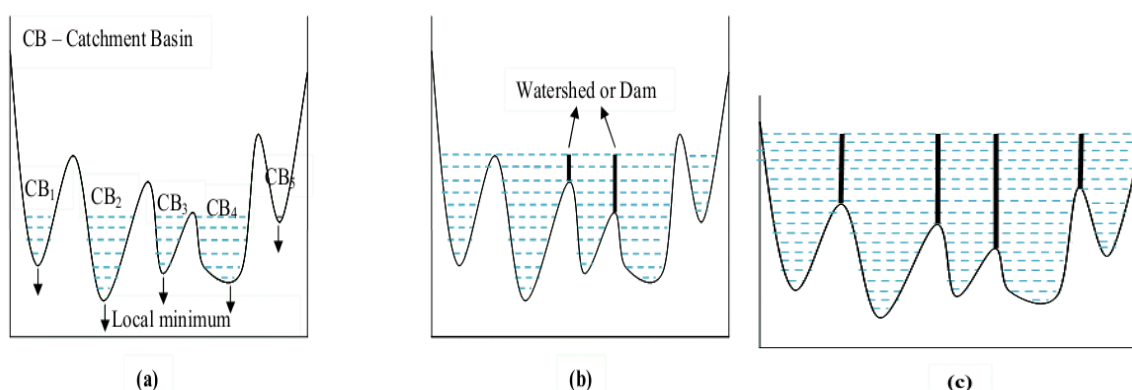 CB – Catchment Basin
CB₁
CB₂
CB₃
CB₄
CB₅
Local minimum
(a)
Watershed or Dam
(b)
(c)